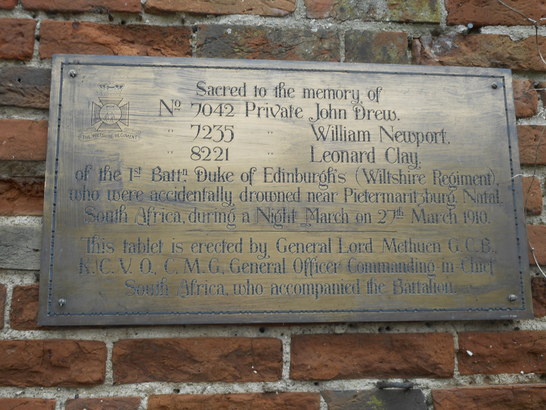 Sacred to the memory of
No 7042 Private John Drew.
" 7235 " William Newport.
" 8221 " Leonard Clay,
of the 1st Battn Duke of Edinburgh's (Wiltshire Regiment)
who were accidentally drowned near Pietermaritzburg, Natal,
South Africa, during a Night March on 27th March 1910.
This tablet is erected by, General Lord Methuen G.C.B.,
K.C.V.O., C.M.G., General Officer Commanding-in-Chief
South Africa, who accompanied the Battalion.